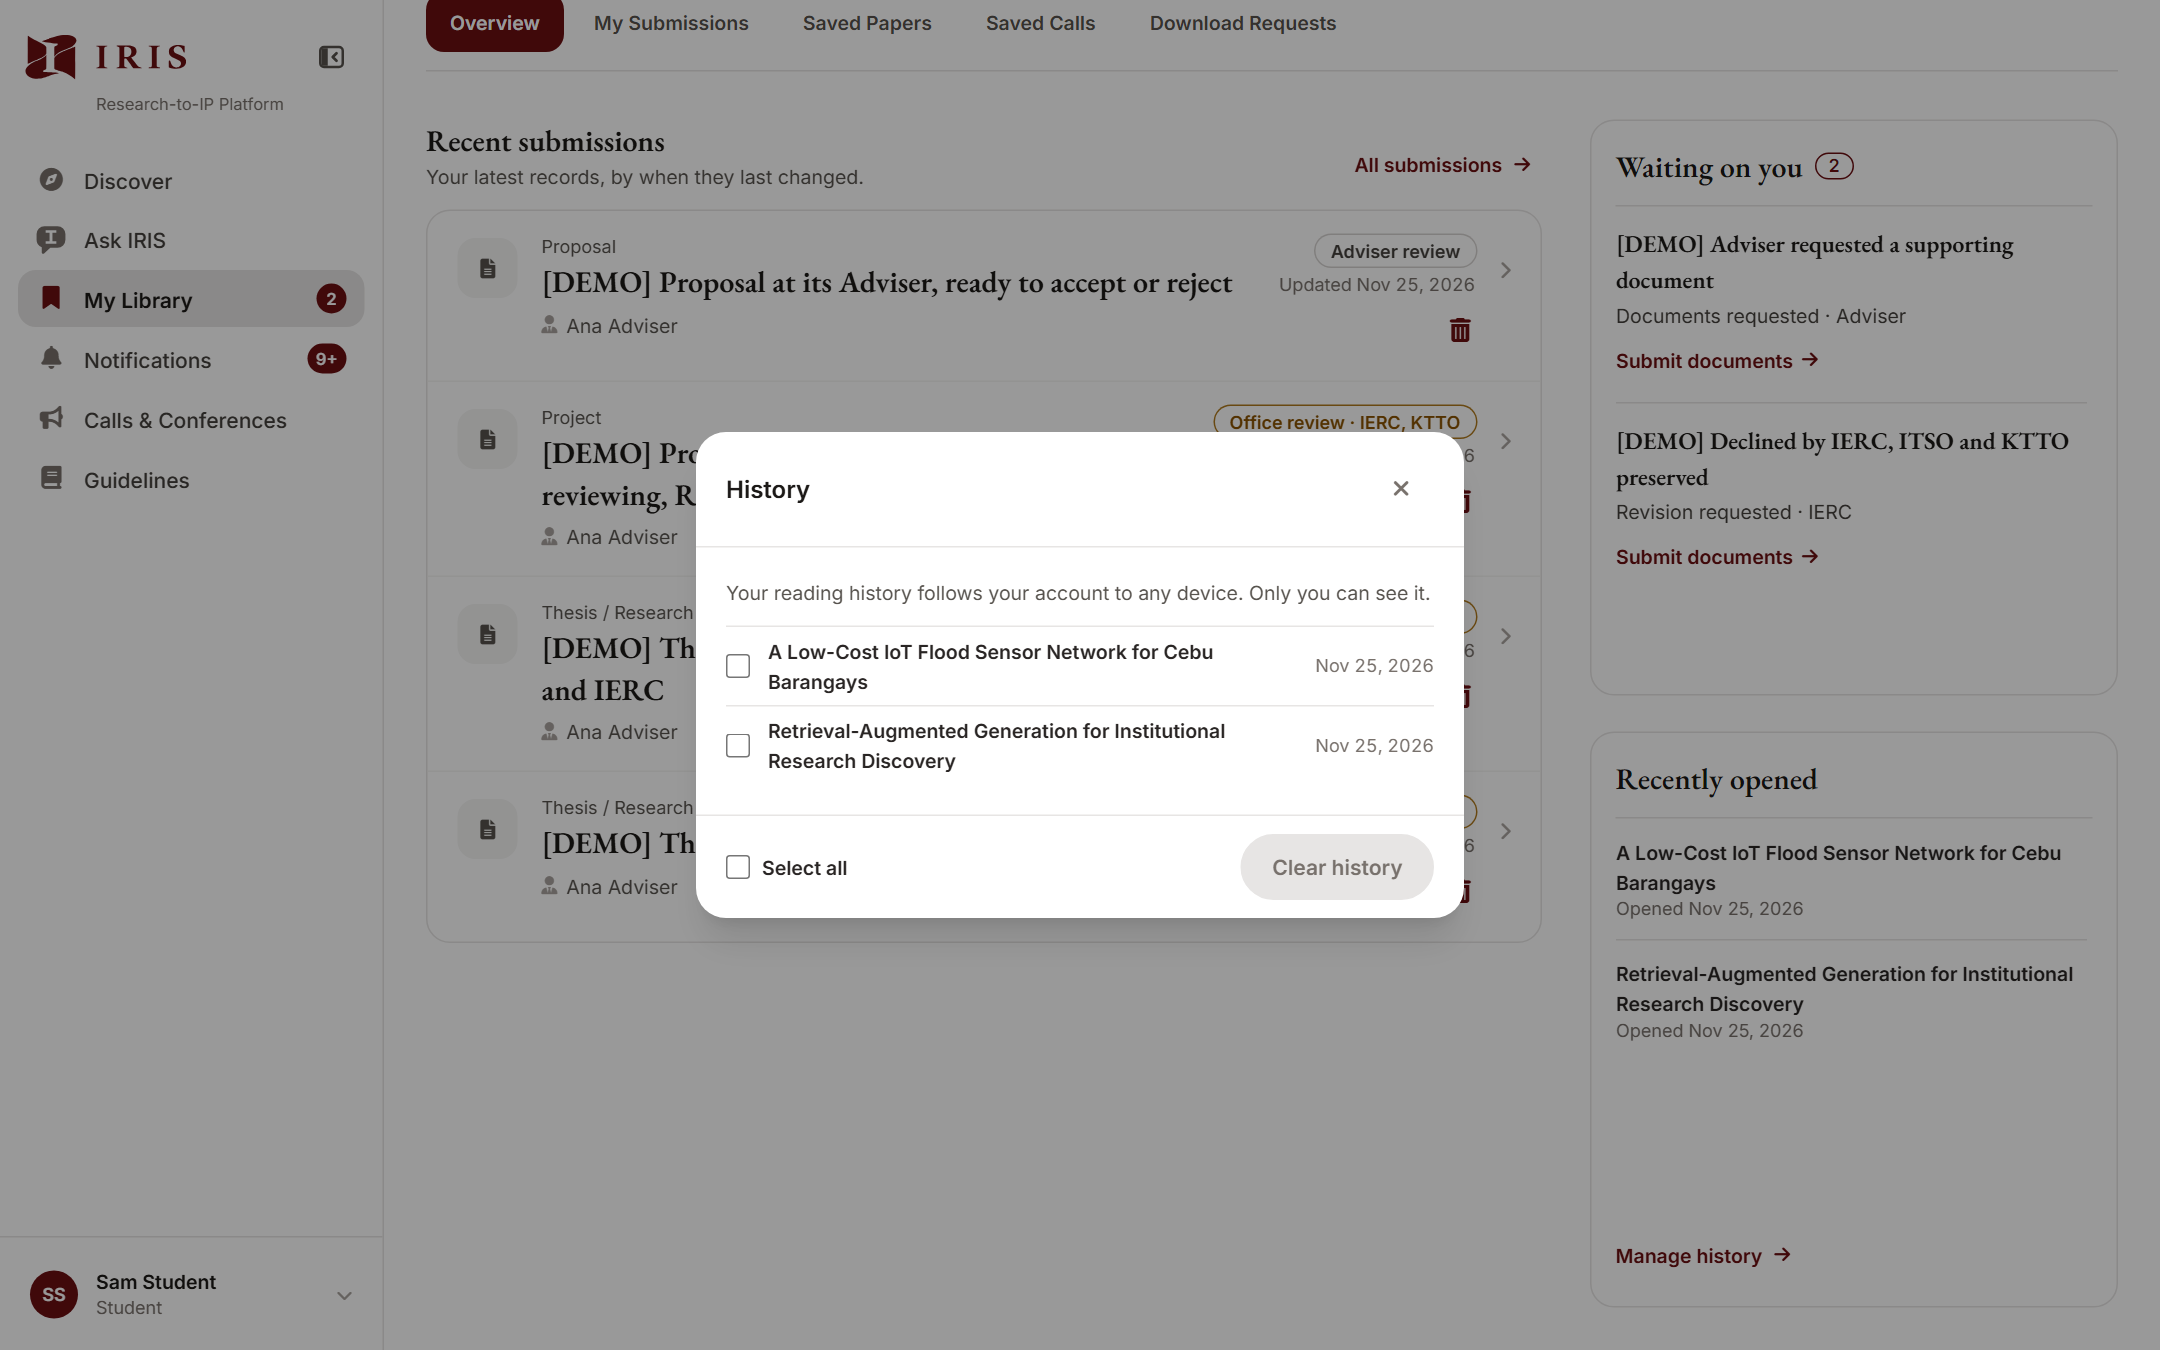 IRIS
Research-to-IP Platform
Discover
Ask IRIS
My Library 2
Notifications 9+
Calls & Conferences
Guidelines
SS
Sam Student
Student
Overview My Submissions Saved Papers Saved Calls Download Requests
Recent submissions
Your latest records, by when they last changed.
All submissions →
Proposal
[DEMO] Proposal at its Adviser, ready to accept or reject
Ana Adviser
Adviser review
Updated Nov 25, 2026
Project
[DEMO]
reviewing,
Ana Adviser
Office review · IERC, KTTO
Thesis / Research
[DEMO]
and IERC
Ana Adviser
Thesis / Research
[DEMO]
Ana Adviser
History
Your reading history follows your account to any device. Only you can see it.
A Low-Cost IoT Flood Sensor Network for Cebu
Barangays
Nov 25, 2026
Retrieval-Augmented Generation for Institutional
Research Discovery
Nov 25, 2026
Select all
Clear history
Waiting on you 2
[DEMO] Adviser requested a supporting
document
Documents requested · Adviser
Submit documents →
[DEMO] Declined by IERC, ITSO and KTTO
preserved
Revision requested · IERC
Submit documents →
Recently opened
A Low-Cost IoT Flood Sensor Network for Cebu
Barangays
Opened Nov 25, 2026
Retrieval-Augmented Generation for Institutional
Research Discovery
Opened Nov 25, 2026
Manage history →